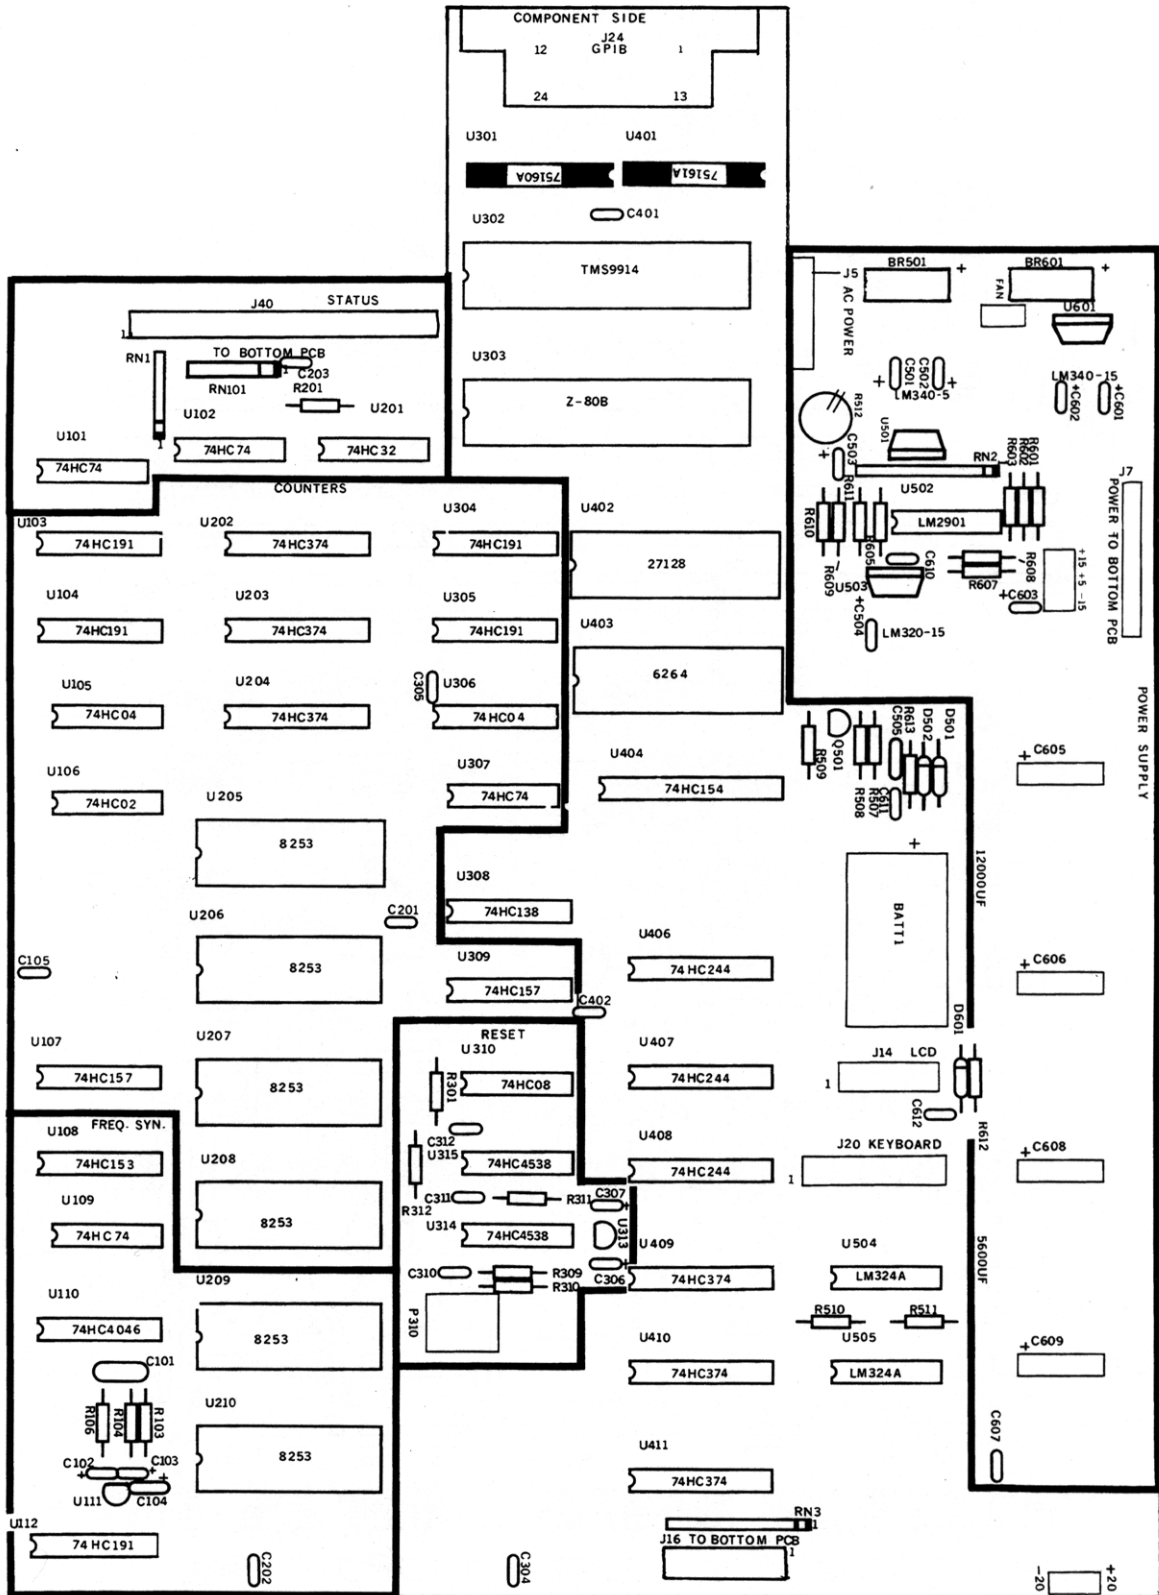 COMPONENT SIDE
J24
12 GPIB 1
24 13
U301 U401
75160A 75161A
C401
U302
TMS9914
U303
Z-80B
J40 STATUS
1
TO BOTTOM PCB
RN1
RN101
1
C203
R201
U102 U201
1
U101
74HC74 74HC32
74HC74
COUNTERS
U103 U202 U304 U402
74HC191 74HC374 74HC191
27128
U104 U203 U305 U403
74HC191 74HC374 74HC191
6264
U105 U204 C305 U306
74HC04 74HC374 74HC04
U106 U205 U307 U404
74HC02 74HC74 74HC154
8253
U308
74HC138
U206 C201
C105
8253
U309
74HC157
C402
U406
74HC244
U107 U207
74HC157
8253
RESET
U310
R301
74HC08
U407
74HC244
FREQ. SYN.
U108 U208
74HC153
8253
C312
U315
74HC4538
R312
C311 R311 C307
+
U408
74HC244
U109
74HC74
U314
74HC4538
U313
+
C310 R309 C306
R310
P310
U409
74HC374
U110 U209
74HC4046
8253
U410
74HC374
C101
R106
R104
R103
U210
8253
C102 C103
+ + +
U111 C104
U411
74HC374
U112
74HC191
C202
C304
RN3
1
J16 TO BOTTOM PCB
1
J5
AC POWER
BR501 +
BR601 +
FAN
U601
C501
C502
+ +
LM340-5
LM340-15
+C602
+C601
R512
U501
C503
+
RN2
R603
R602
R601
J7
POWER TO BOTTOM PCB
R611
U502
LM2901
R610
R609
R605
C610
U503
R608
R607
+15 +5 -15
+C603
+C504
LM320-15
POWER SUPPLY
R509
Q501
R508
R507
C505
R613
D502
D501
C611
+ C605
+
BATT1
12000UF
+ C606
D601
J14 LCD
1
C612
R612
J20 KEYBOARD
1
+ C608
5600UF
U504
LM324A
R510 R511
U505
LM324A
+ C609
C607
-20
+20